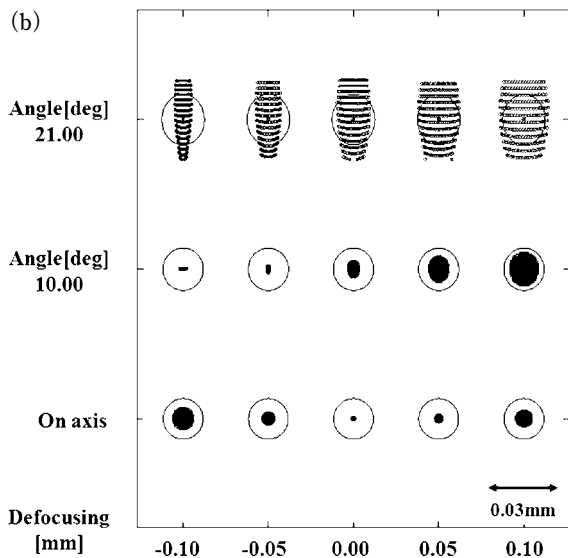 (b)
Angle[deg]
21.00
Angle[deg]
10.00
On axis
0.03mm
Defocusing
[mm]
-0.10 -0.05 0.00 0.05 0.10